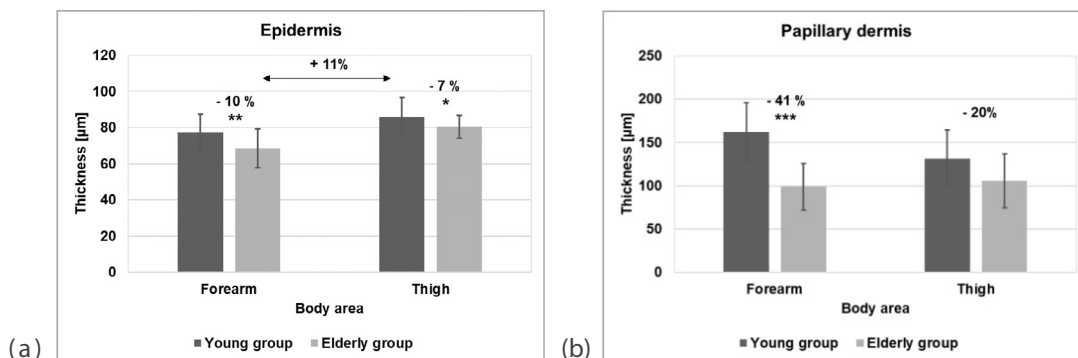 Epidermis
120
100
80
60
40
20
0
Thickness [µm]
+ 11%
- 10 %
**
- 7 %
*
Forearm
Thigh
Body area
Young group
Elderly group
(a)
Papillary dermis
250
200
150
100
50
0
Thickness [µm]
- 41 %
***
- 20%
Forearm
Thigh
Body area
Young group
Elderly group
(b)